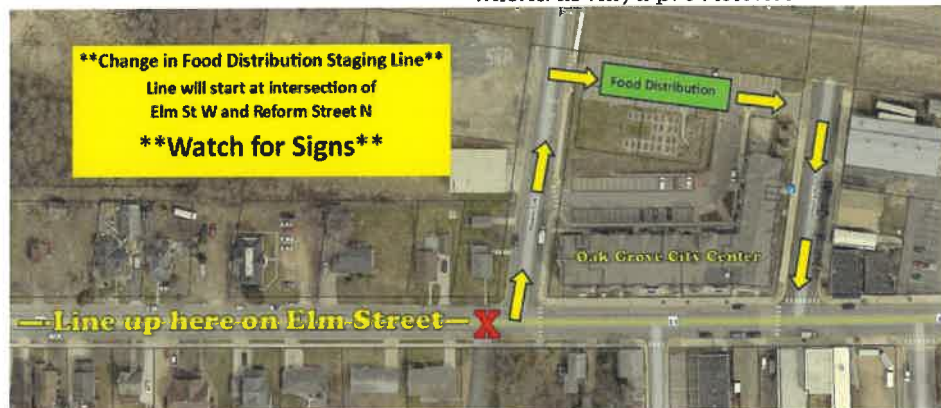 **Change in Food Distribution Staging Line**
Line will start at intersection of
Elm St W and Reform Street N
**Watch for Signs**
Food Distribution
Oak Grove City Center
Line up here on Elm Street
X